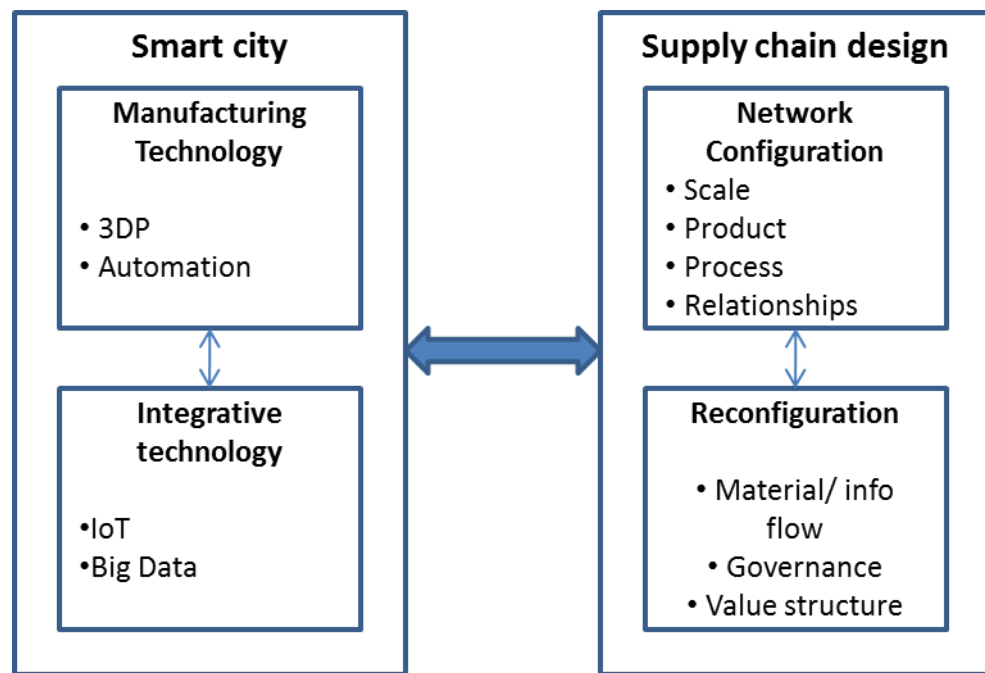 Smart city
Manufacturing
Technology
• 3DP
• Automation
Integrative
technology
•IoT
•Big Data
Supply chain design
Network
Configuration
• Scale
• Product
• Process
• Relationships
Reconfiguration
• Material/ info
flow
• Governance
• Value structure